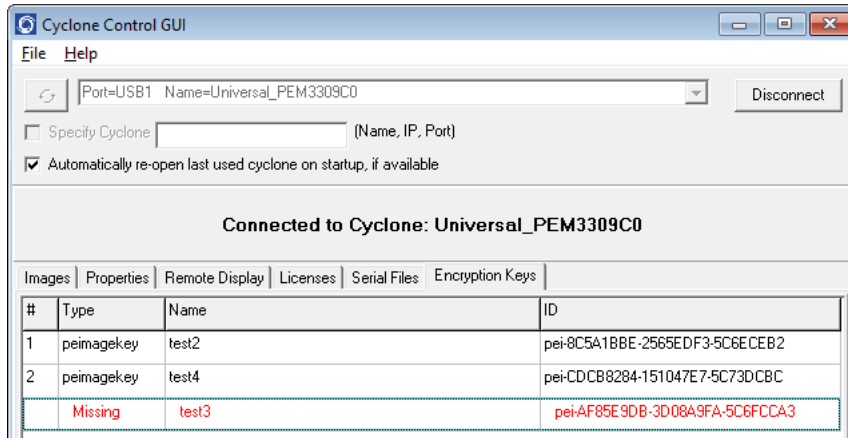 Cyclone Control GUI
File Help
Port=USB1 Name=Universal_PEM3309C0
Disconnect
Specify Cyclone (Name, IP, Port)
Automatically re-open last used cyclone on startup, if available
Connected to Cyclone: Universal_PEM3309C0
Images Properties Remote Display Licenses Serial Files Encryption Keys
# Type Name ID
1 peimagekey test2 pei-8C5A1BBE-2565EDF3-5C6ECEB2
2 peimagekey test4 pei-CDCB8284-151047E7-5C73DCBC
Missing test3 pei-AF85E9DB-3D08A9FA-5C6FCCA3